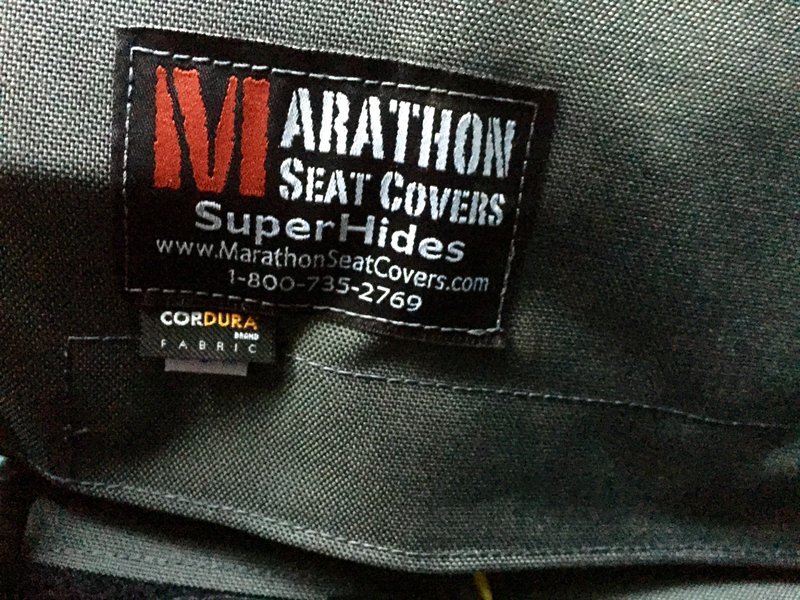 MARATHON
SEAT COVERS
SuperHides
www.MarathonSeatCovers.com
1-800-735-2769
CORDURA
BRAND
FABRIC